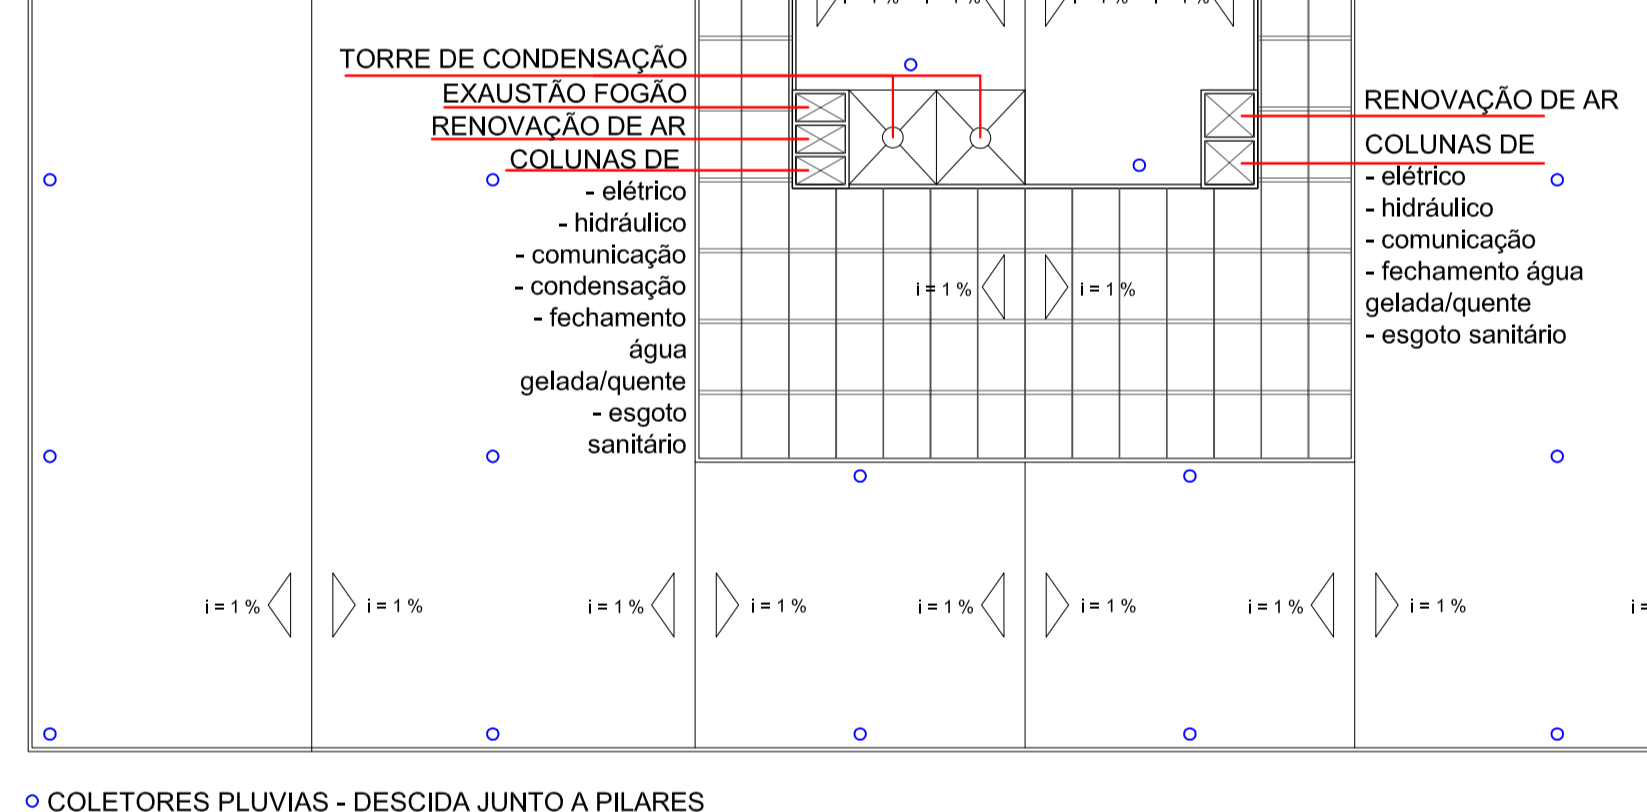 TORRE DE CONDENSAÇÃO
EXAUSTÃO FOGÃO
RENOVAÇÃO DE AR
COLUNAS DE
- elétrico
- hidráulico
- comunicação
- condensação
- fechamento
água
gelada/quente
- esgoto
sanitário
RENOVAÇÃO DE AR
COLUNAS DE
- elétrico
- hidráulico
- comunicação
- fechamento água
gelada/quente
- esgoto sanitário
i = 1 %
i = 1 %
i = 1 %
i = 1 %
i = 1 %
i = 1 %
i = 1 %
i = 1 %
i = 1 %
i = 1 %
COLETORES PLUVIAS - DESCIDA JUNTO A PILARES